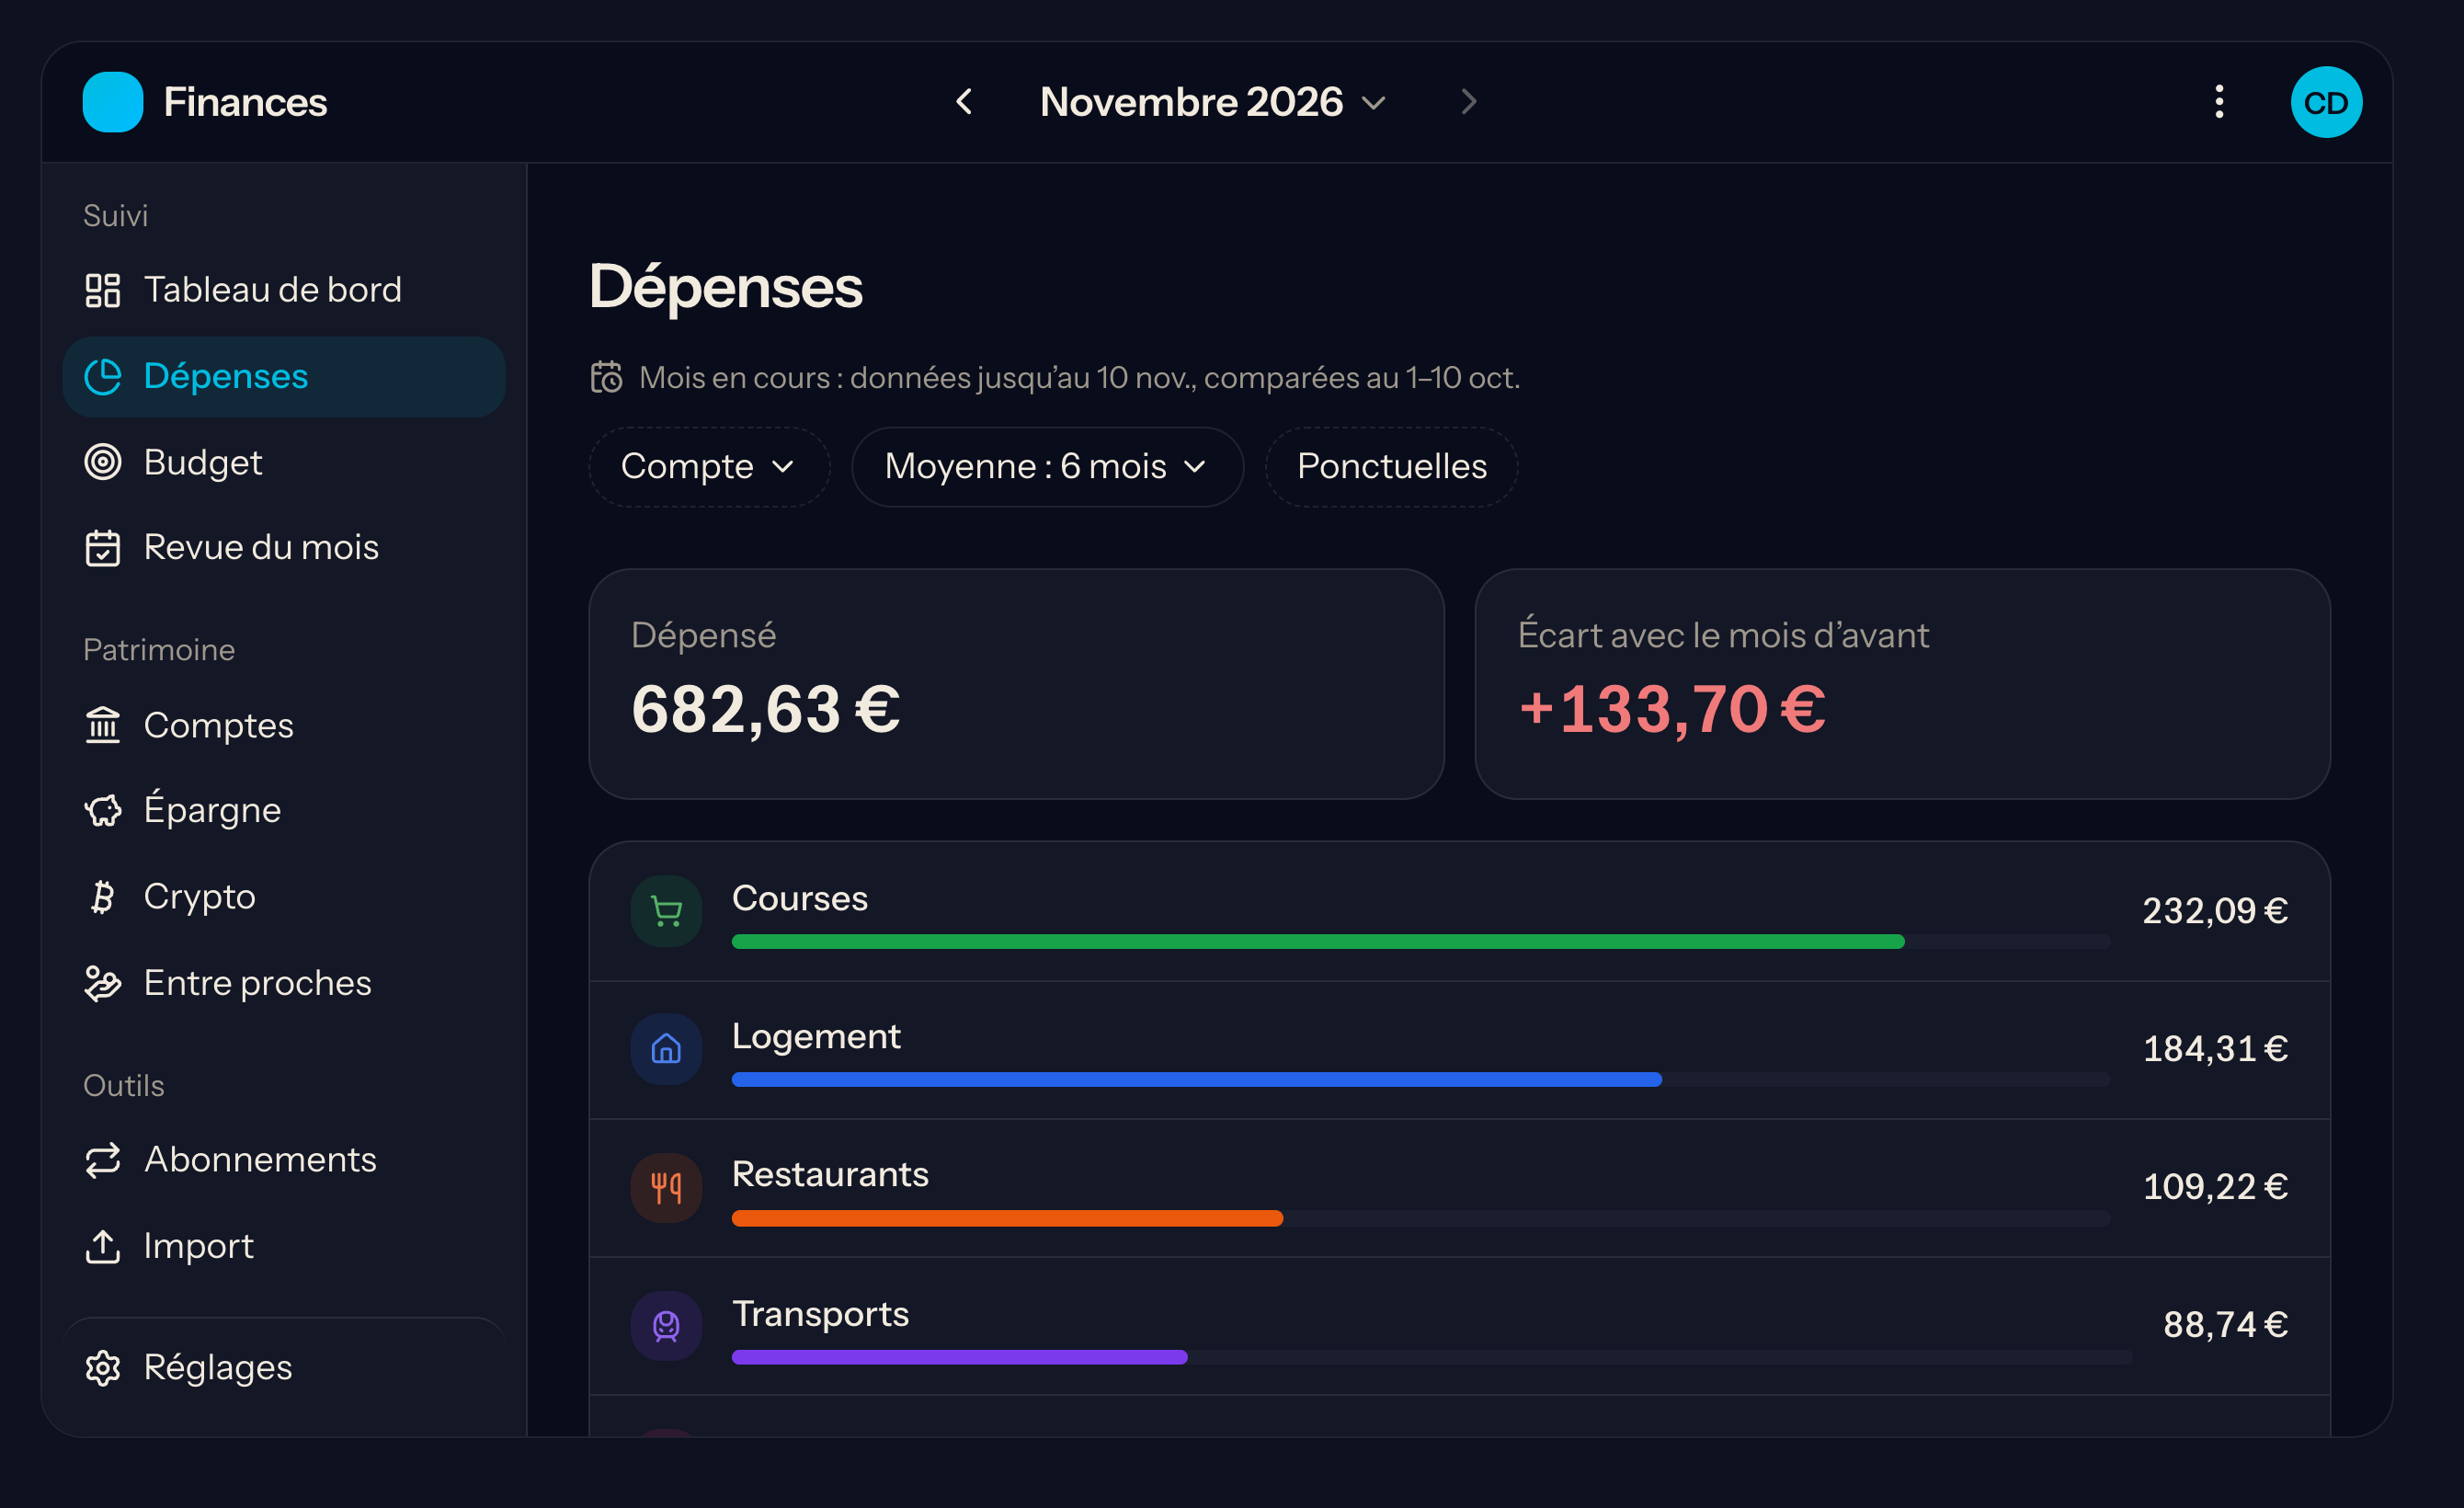 Finances
Novembre 2026
CD
Suivi
Tableau de bord
Dépenses
Budget
Revue du mois
Patrimoine
Comptes
Épargne
Crypto
Entre proches
Outils
Abonnements
Import
Réglages
Dépenses
Mois en cours : données jusqu’au 10 nov., comparées au 1–10 oct.
Compte
Moyenne : 6 mois
Ponctuelles
Dépensé
682,63 €
Écart avec le mois d’avant
+133,70 €
Courses
232,09 €
Logement
184,31 €
Restaurants
109,22 €
Transports
88,74 €